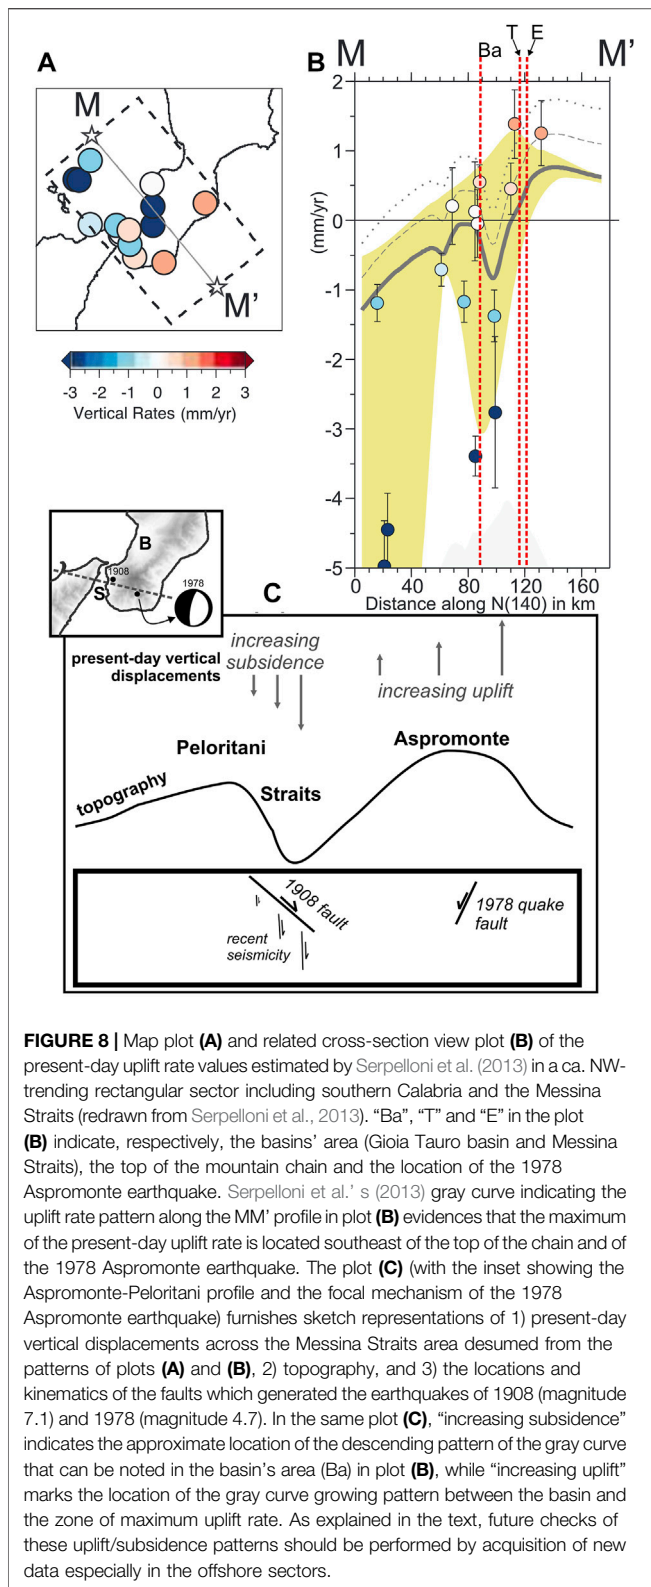 A
M
M'
-3 -2 -1 0 1 2 3
Vertical Rates (mm/yr)
M
B
Ba
T
E
M'
2
1
0
-1
-2
-3
-4
-5
(mm/yr)
0 40 80 120 160
Distance along N(140) in km
B
1908
S
1978
C
present-day vertical
displacements
increasing
subsidence
increasing uplift
Peloritani
Aspromonte
topography
Straits
1908 fault
recent
seismicity
1978 quake
fault
FIGURE 8 | Map plot (A) and related cross-section view plot (B) of the
present-day uplift rate values estimated by Serpelloni et al. (2013) in a ca. NW-
trending rectangular sector including southern Calabria and the Messina
Straits (redrawn from Serpelloni et al., 2013). “Ba”, “T” and “E” in the plot
(B) indicate, respectively, the basins’ area (Gioia Tauro basin and Messina
Straits), the top of the mountain chain and the location of the 1978
Aspromonte earthquake. Serpelloni et al.’ s (2013) gray curve indicating the
uplift rate pattern along the MM’ profile in plot (B) evidences that the maximum
of the present-day uplift rate is located southeast of the top of the chain and of
the 1978 Aspromonte earthquake. The plot (C) (with the inset showing the
Aspromonte-Peloritani profile and the focal mechanism of the 1978
Aspromonte earthquake) furnishes sketch representations of 1) present-day
vertical displacements across the Messina Straits area desumed from the
patterns of plots (A) and (B), 2) topography, and 3) the locations and
kinematics of the faults which generated the earthquakes of 1908 (magnitude
7.1) and 1978 (magnitude 4.7). In the same plot (C), “increasing subsidence”
indicates the approximate location of the descending pattern of the gray curve
that can be noted in the basin’s area (Ba) in plot (B), while “increasing uplift”
marks the location of the gray curve growing pattern between the basin and
the zone of maximum uplift rate. As explained in the text, future checks of
these uplift/subsidence patterns should be performed by acquisition of new
data especially in the offshore sectors.